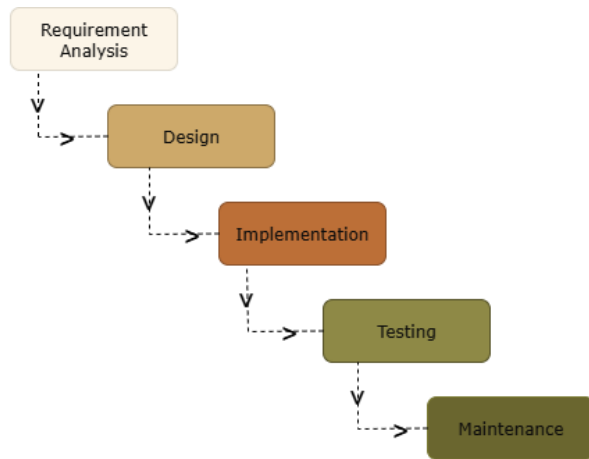 Requirement
Analysis
Design
Implementation
Testing
Maintenance